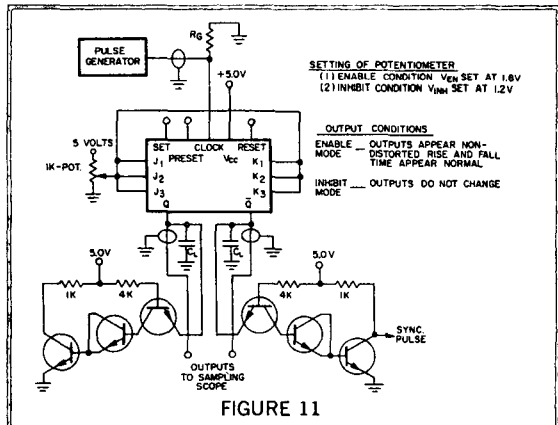 R_G
PULSE
GENERATOR
+5.0V
SETTING OF POTENTIOMETER
(1) ENABLE CONDITION V_EN SET AT 1.8V
(2) INHIBIT CONDITION V_INH SET AT 1.2V
OUTPUT CONDITIONS
ENABLE _ OUTPUTS APPEAR NON-
MODE DISTORTED RISE AND FALL
TIME APPEAR NORMAL
INHIBIT _ OUTPUTS DO NOT CHANGE
MODE
5 VOLTS
1K-POT.
SET CLOCK RESET
PRESET V_CC
J1 K1
J2 K2
J3 K3
Q Q̄
C_L C_L
5.0V 5.0V
1K 4K 4K 1K
SYNC.
PULSE
OUTPUTS
TO SAMPLING
SCOPE
FIGURE 11